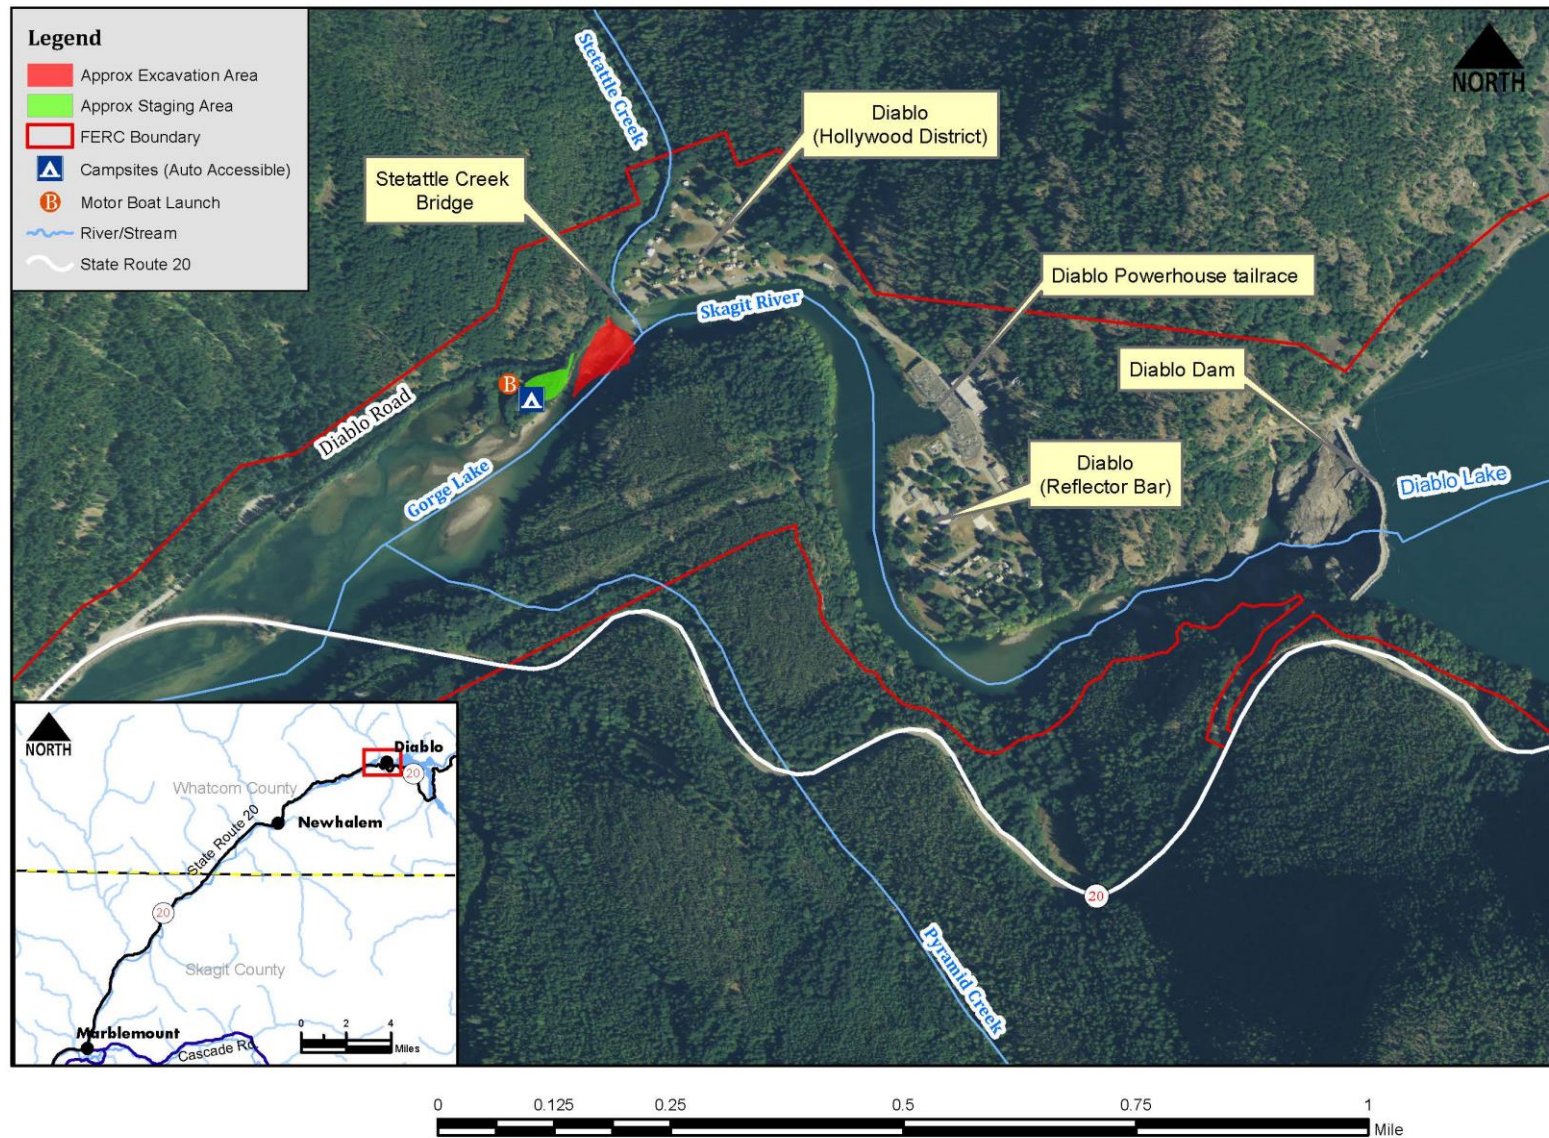 Legend
Approx Excavation Area
Approx Staging Area
FERC Boundary
Campsites (Auto Accessible)
B
Motor Boat Launch
River/Stream
State Route 20
NORTH
Stetattle Creek
Diablo
(Hollywood District)
Stetattle Creek
Bridge
Diablo Powerhouse tailrace
Skagit River
Diablo Dam
B
Diablo Road
Gorge Lake
Diablo
(Reflector Bar)
Diablo Lake
20
Pyramid Creek
NORTH
Diablo
20
Whatcom County
Newhalem
State Route 20
20
Skagit County
Marblemount
Cascade Rd.
0 2 4
Miles
0 0.125 0.25 0.5 0.75 1
Mile